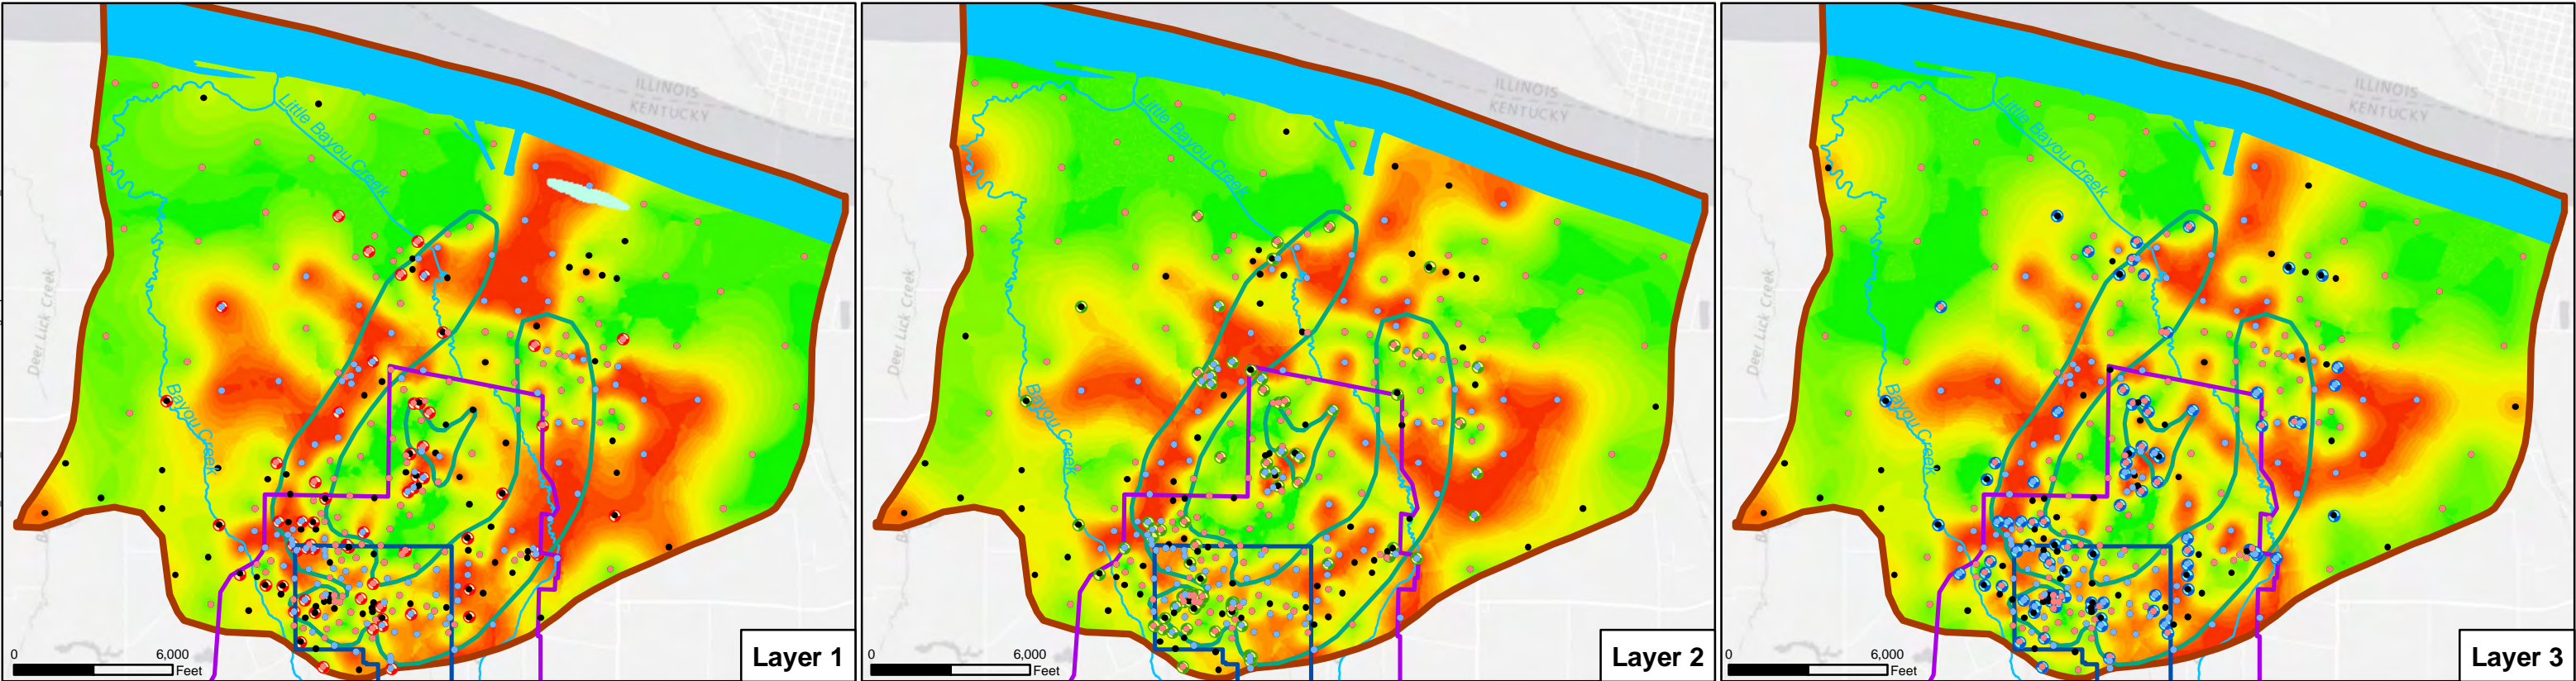 ILLINOIS
KENTUCKY
Little Bayou Creek
Deer Lick Creek
Bayou Creek
0 6,000
Feet
Layer 1
ILLINOIS
KENTUCKY
Little Bayou Creek
Deer Lick Creek
Bayou Creek
0 6,000
Feet
Layer 2
ILLINOIS
KENTUCKY
Little Bayou Creek
Deer Lick Creek
Bayou Creek
0 6,000
Feet
Layer 3